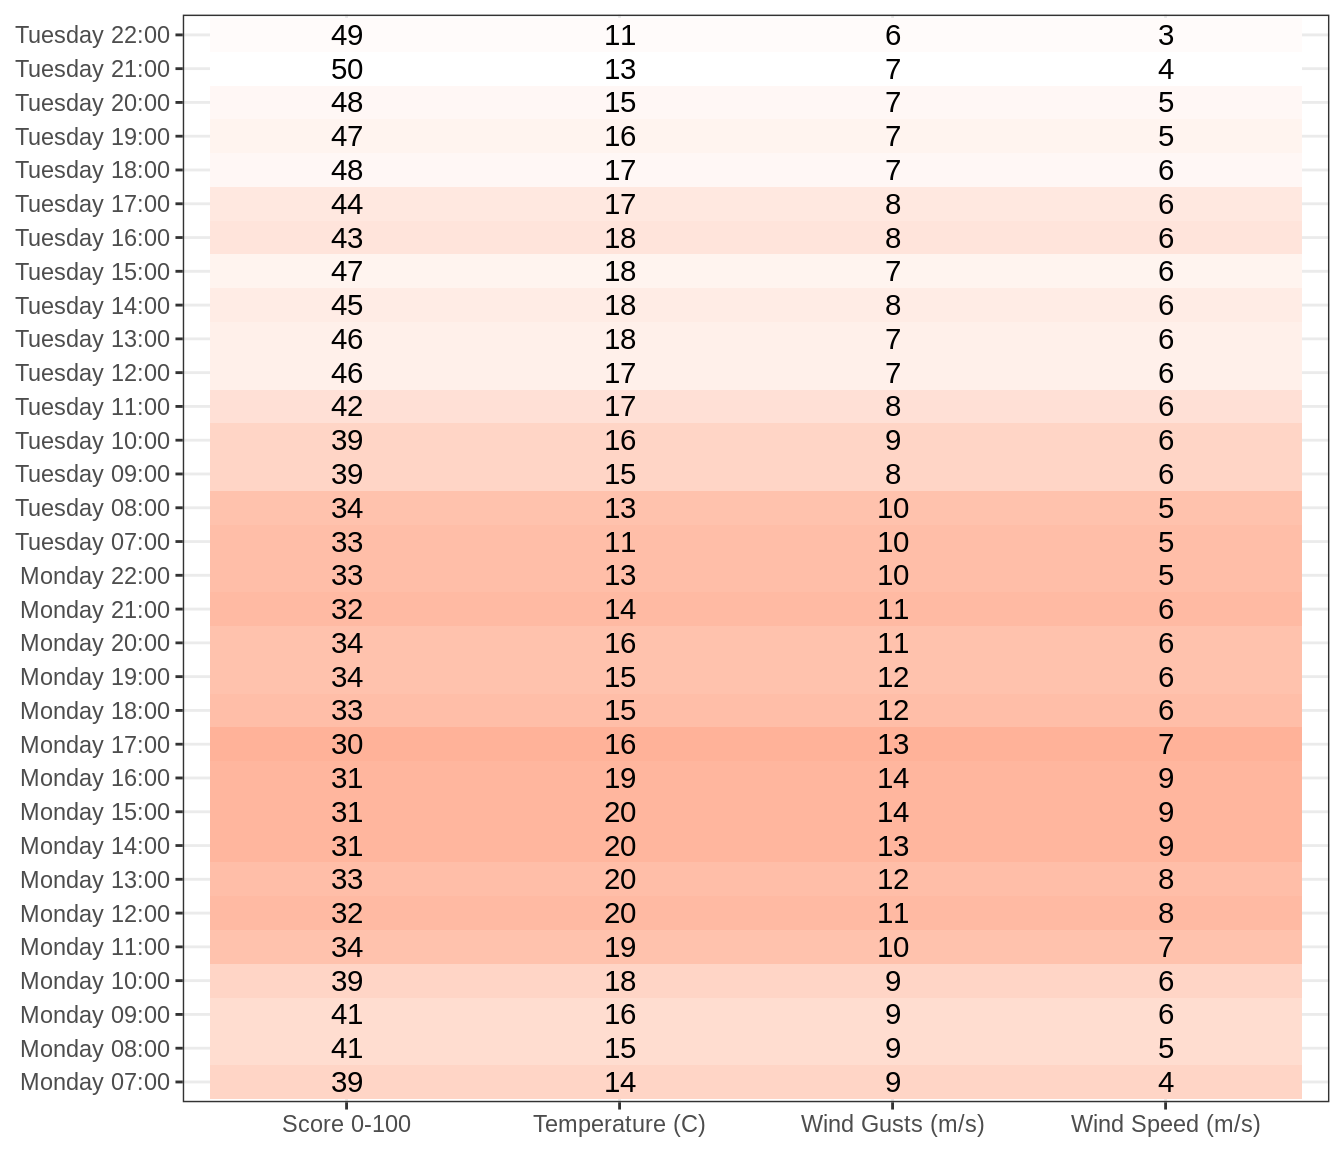 Tuesday 22:00 49 11 6 3
Tuesday 21:00 50 13 7 4
Tuesday 20:00 48 15 7 5
Tuesday 19:00 47 16 7 5
Tuesday 18:00 48 17 7 6
Tuesday 17:00 44 17 8 6
Tuesday 16:00 43 18 8 6
Tuesday 15:00 47 18 7 6
Tuesday 14:00 45 18 8 6
Tuesday 13:00 46 18 7 6
Tuesday 12:00 46 17 7 6
Tuesday 11:00 42 17 8 6
Tuesday 10:00 39 16 9 6
Tuesday 09:00 39 15 8 6
Tuesday 08:00 34 13 10 5
Tuesday 07:00 33 11 10 5
Monday 22:00 33 13 10 5
Monday 21:00 32 14 11 6
Monday 20:00 34 16 11 6
Monday 19:00 34 15 12 6
Monday 18:00 33 15 12 6
Monday 17:00 30 16 13 7
Monday 16:00 31 19 14 9
Monday 15:00 31 20 14 9
Monday 14:00 31 20 13 9
Monday 13:00 33 20 12 8
Monday 12:00 32 20 11 8
Monday 11:00 34 19 10 7
Monday 10:00 39 18 9 6
Monday 09:00 41 16 9 6
Monday 08:00 41 15 9 5
Monday 07:00 39 14 9 4
Score 0-100 Temperature (C) Wind Gusts (m/s) Wind Speed (m/s)